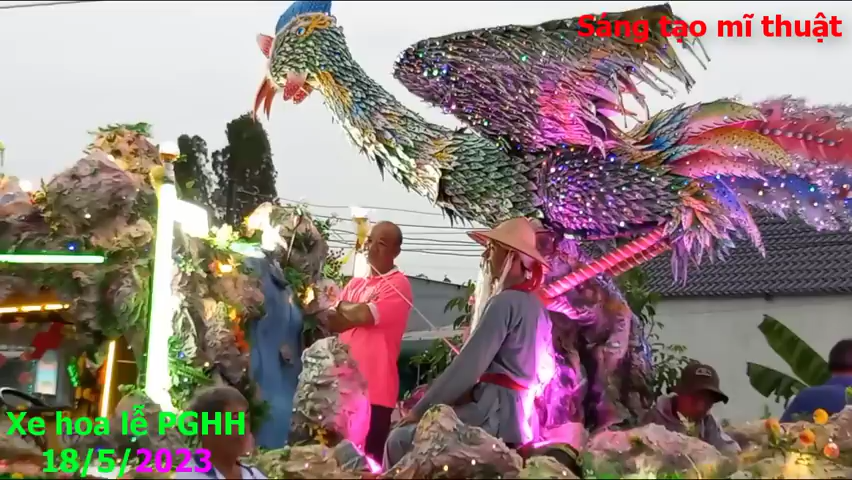 Sáng tạo mĩ thuật
Xe hoa lễ PGHH
18/5/2023